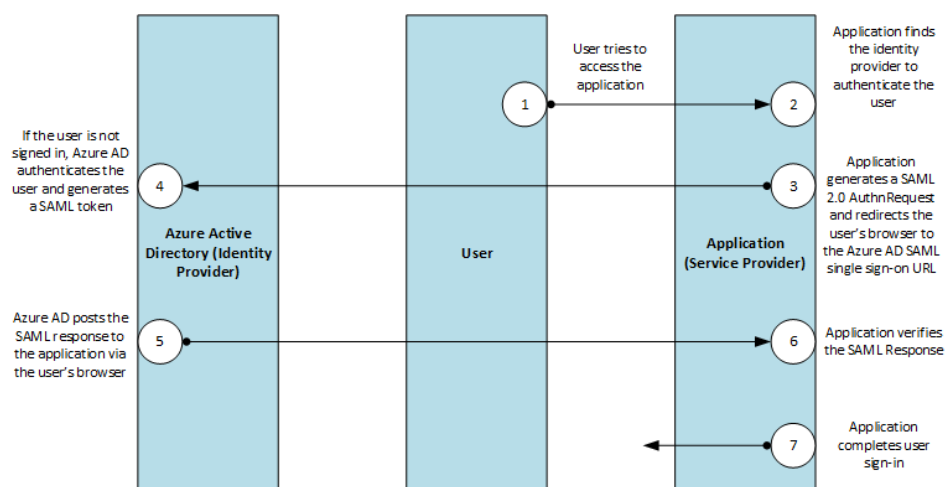 User tries to
access the
application
1
2
Application finds
the identity
provider to
authenticate the
user
If the user is not
signed in, Azure AD
authenticates the
user and generates
a SAML token
4
3
Application
generates a SAML
2.0 AuthnRequest
and redirects the
user's browser to
the Azure AD SAML
single sign-on URL
Azure Active
Directory (Identity
Provider)
User
Application
(Service Provider)
Azure AD posts the
SAML response to
the application via
the user's browser
5
6
Application verifies
the SAML Response
7
Application
completes user
sign-in